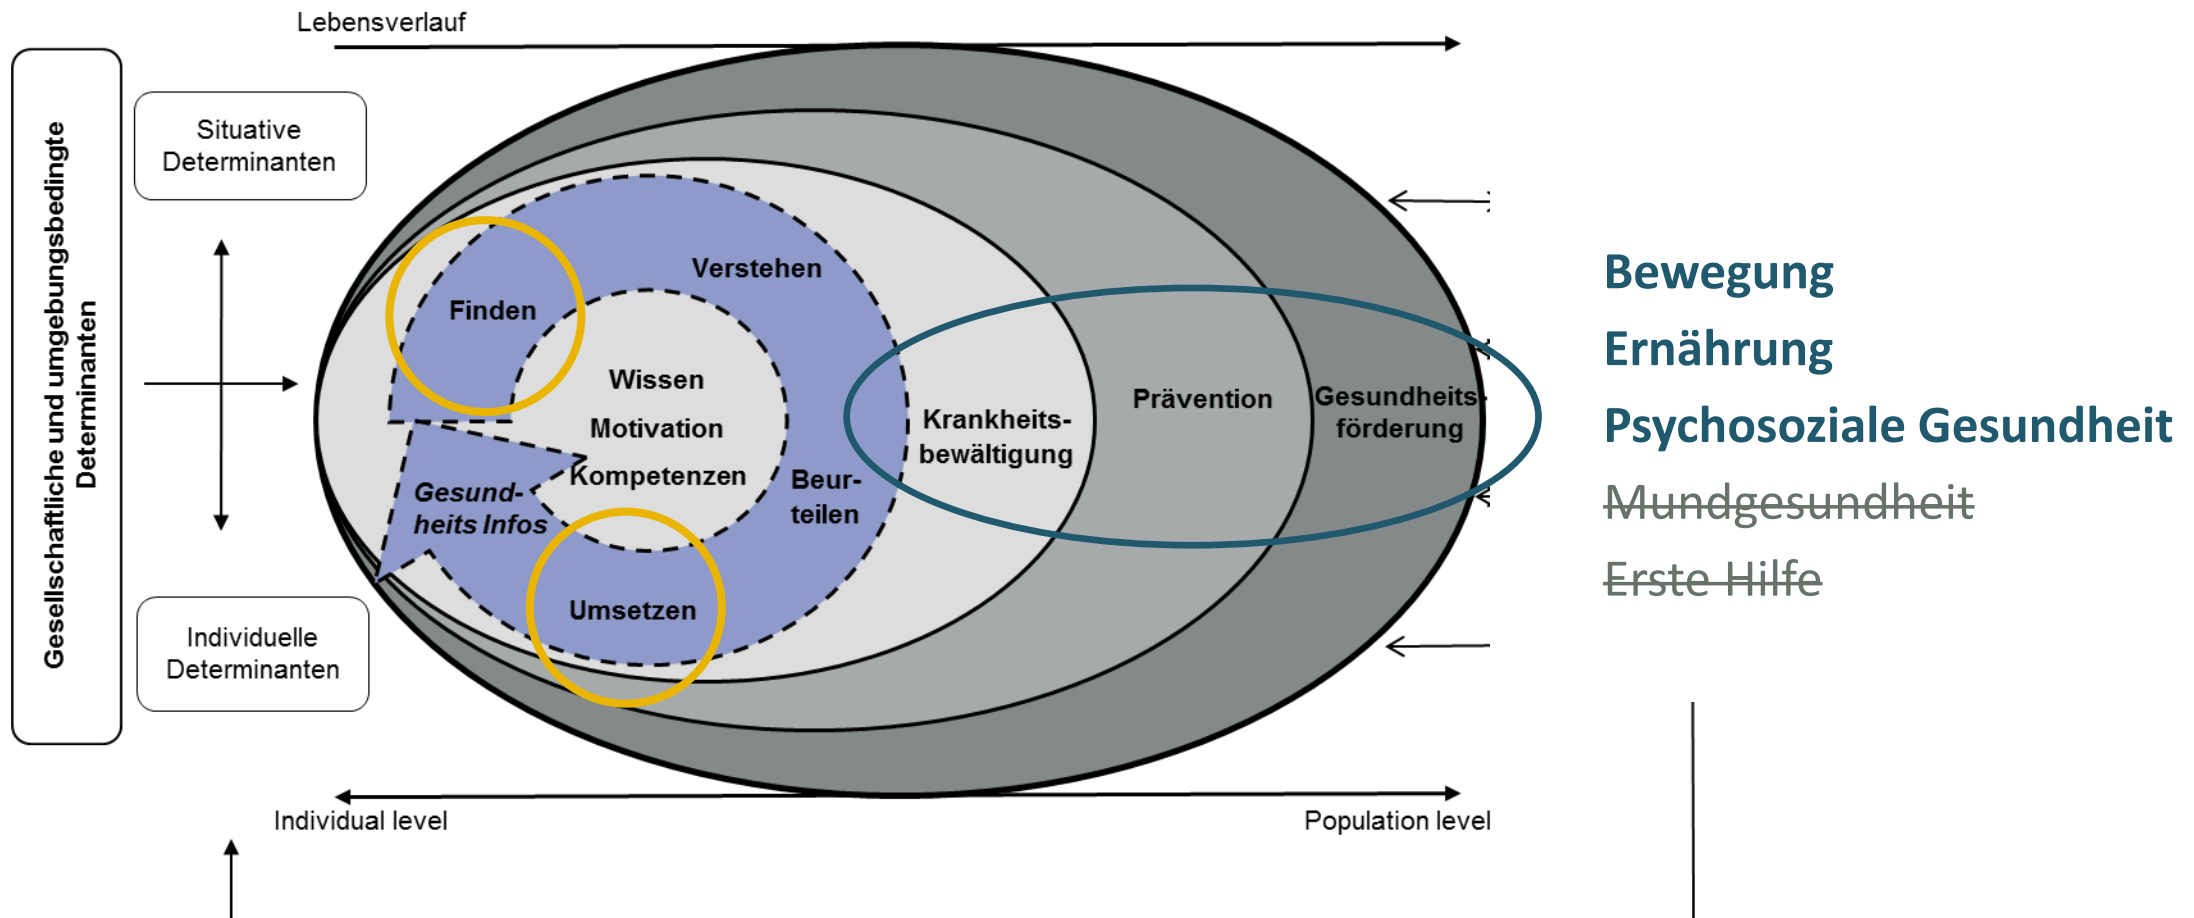 Lebensverlauf
Gesellschaftliche und umgebungsbedingte
Determinanten
Situative
Determinanten
Individuelle
Determinanten
Finden
Verstehen
Wissen
Motivation
Kompetenzen
Beur-
teilen
Gesund-
heits Infos
Umsetzen
Krankheits-
bewältigung
Prävention
Gesundheits-
förderung
Bewegung
Ernährung
Psychosoziale Gesundheit
Mundgesundheit
Erste Hilfe
Individual level
Population level